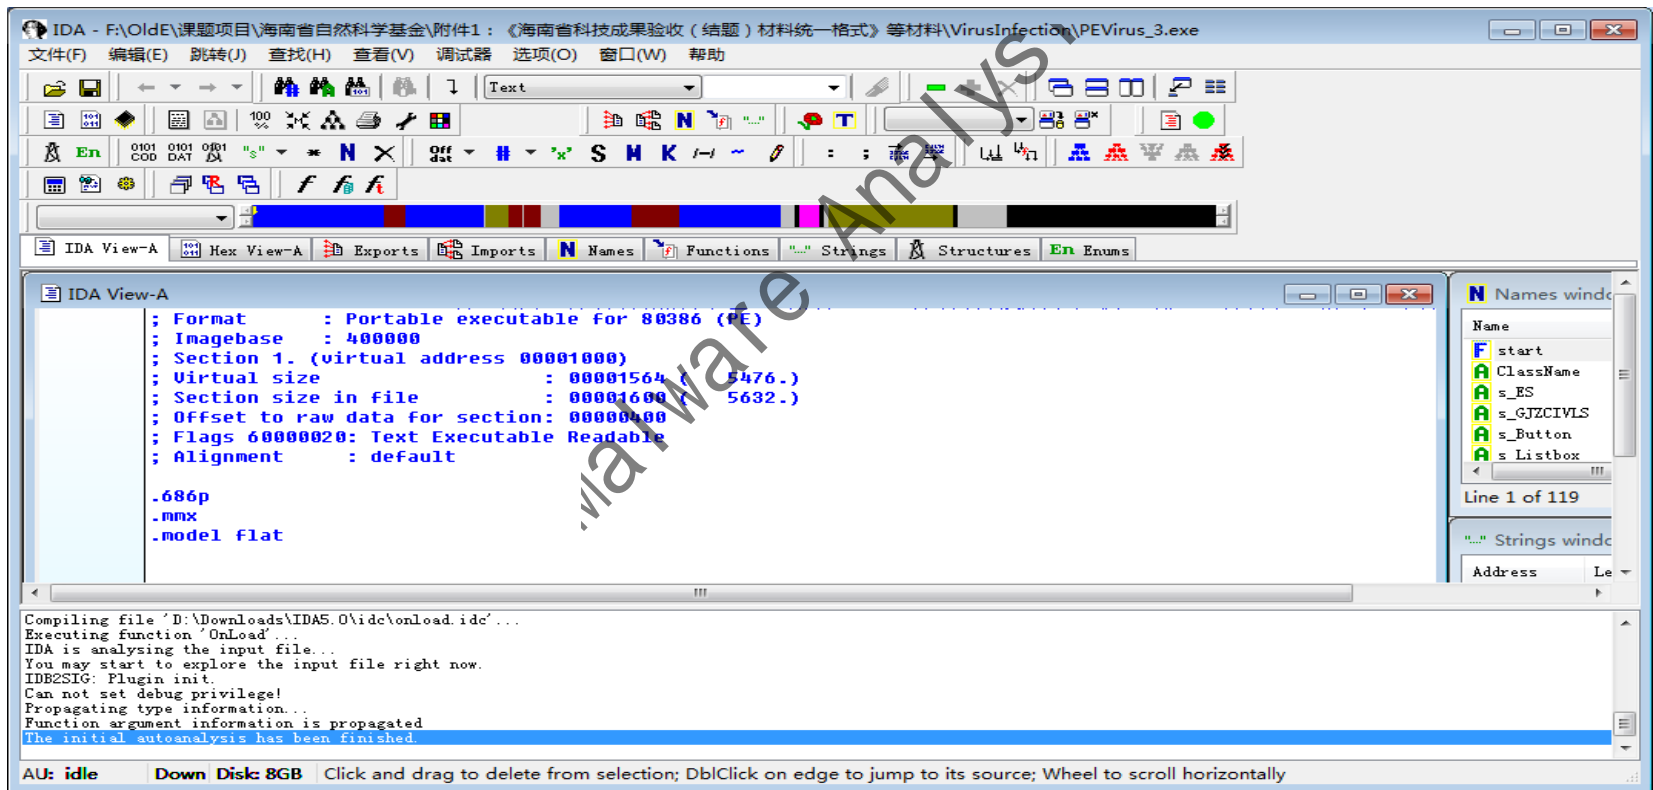 IDA - F:\OldE\课题项目\海南省自然科学基金\附件1：《海南省科技成果验收（结题）材料统一格式》等材料\VirusInfection\PEVirus_3.exe
文件(F) 编辑(E) 跳转(J) 查找(H) 查看(V) 调试器 选项(O) 窗口(W) 帮助
Text
En
IDA View-A Hex View-A Exports Imports N Names Functions "..." Strings Structures En Enums
IDA View-A
; Format : Portable executable for 80386 (PE)
; Imagebase : 400000
; Section 1. (virtual address 00001000)
; Virtual size : 00001564 ( 5476.)
; Section size in file : 00001600 ( 5632.)
; Offset to raw data for section: 00000400
; Flags 60000020: Text Executable Readable
; Alignment : default
.686p
.mmx
.model flat
N Names windo
Name
F start
A ClassName
A s_ES
A s_GJZCIVLS
A s_Button
A s_Listbox
Line 1 of 119
"..." Strings windo
Address Le
Compiling file 'D:\Downloads\IDA5.0\idc\onload.idc'...
Executing function 'OnLoad'...
IDA is analysing the input file...
You may start to explore the input file right now.
IDB2SIG: Plugin init.
Can not set debug privilege!
Propagating type information...
Function argument information is propagated
The initial autoanalysis has been finished.
AU: idle Down Disk: 8GB Click and drag to delete from selection; DblClick on edge to jump to its source; Wheel to scroll horizontally
Malware Analys